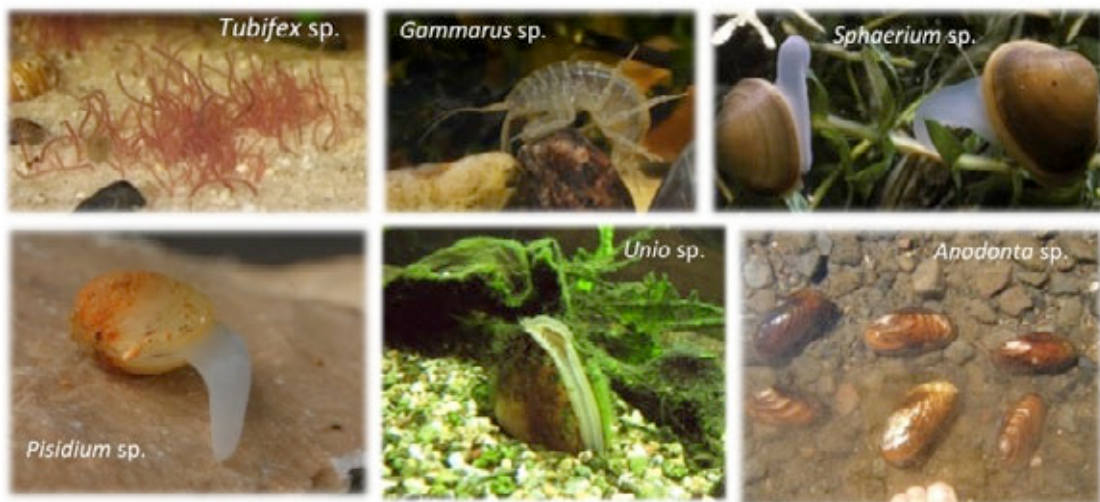 Tubifex sp.
Gammarus sp.
Sphaerium sp.
Pisidium sp.
Unio sp.
Anodonta sp.